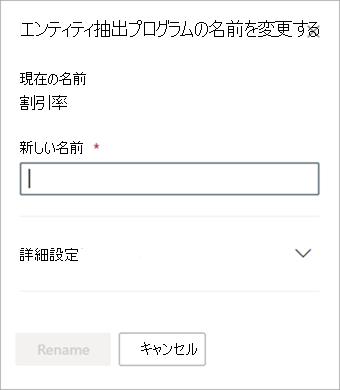 エンティティ抽出プログラムの名前を変更する
現在の名前
割引率
新しい名前 *
詳細設定
Rename キャンセル